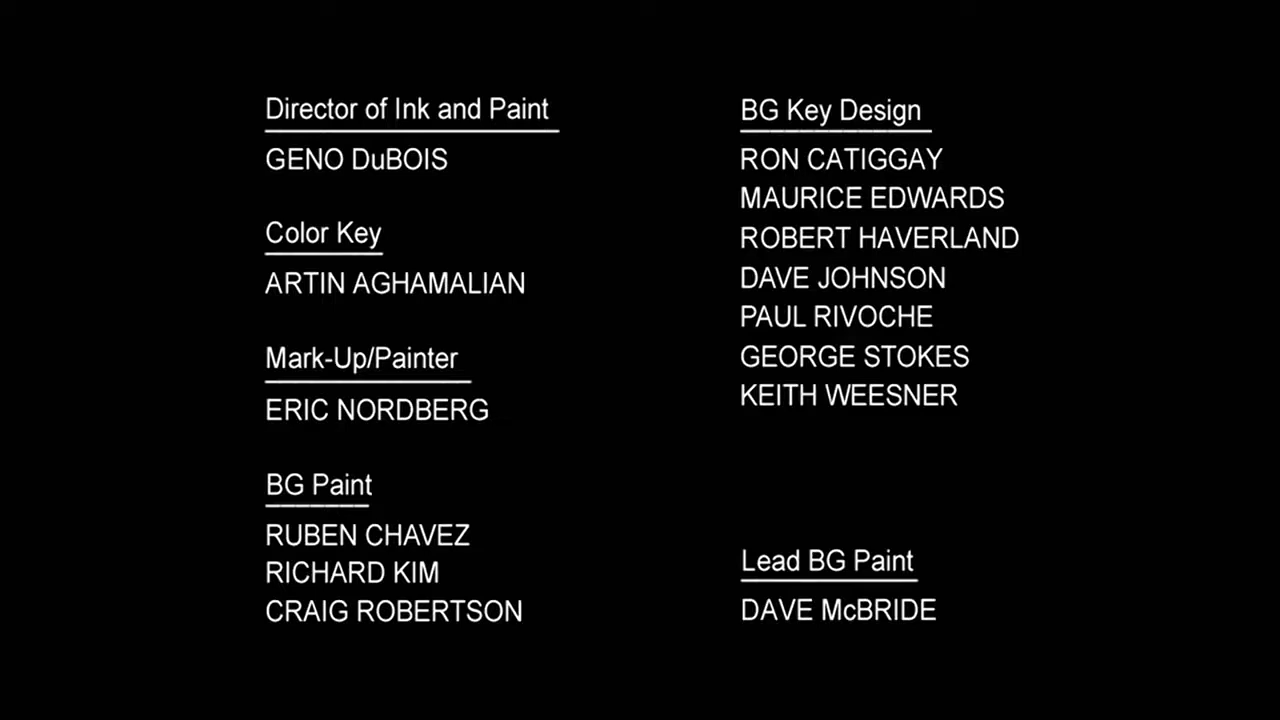 Director of Ink and Paint
GENO DuBOIS
Color Key
ARTIN AGHAMALIAN
Mark-Up/Painter
ERIC NORDBERG
BG Paint
RUBEN CHAVEZ
RICHARD KIM
CRAIG ROBERTSON
BG Key Design
RON CATIGGAY
MAURICE EDWARDS
ROBERT HAVERLAND
DAVE JOHNSON
PAUL RIVOCHE
GEORGE STOKES
KEITH WEESNER
Lead BG Paint
DAVE McBRIDE